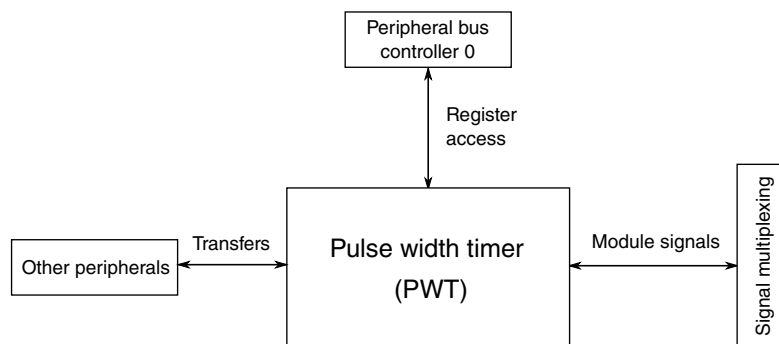 Peripheral bus
controller 0
Register
access
Signal multiplexing
Pulse width timer
(PWT)
Transfers
Module signals
Other peripherals